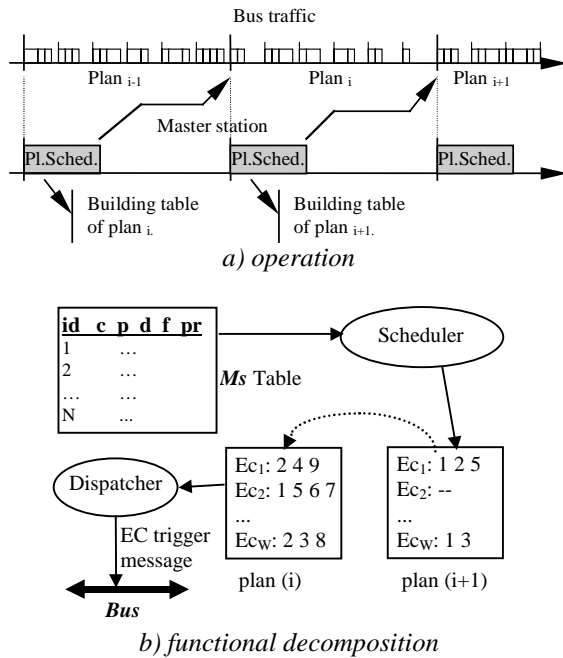 Bus traffic
Plan i-1
Plan i
Plan i+1
Master station
Pl.Sched.
Pl.Sched.
Pl.Sched.
Building table
of plan i.
Building table
of plan i+1.
a) operation
id c p d f pr
1 ...
2 ...
... ...
N ...
Ms Table
Scheduler
Dispatcher
Ec1: 2 4 9
Ec2: 1 5 6 7
...
EcW: 2 3 8
plan (i)
Ec1: 1 2 5
Ec2: --
...
EcW: 1 3
plan (i+1)
EC trigger
message
Bus
b) functional decomposition